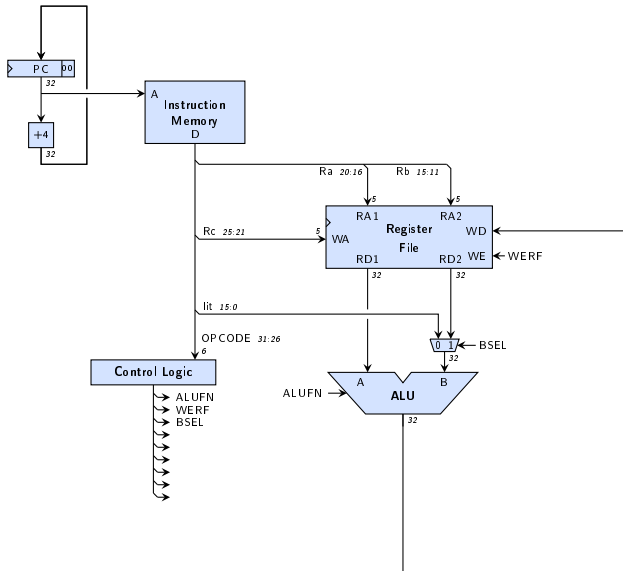 PC 00
32
A
Instruction
Memory
D
+4
32
Ra 20:16
Rb 15:11
5
5
RA1
RA2
Register
File
Rc 25:21
5
WA
WD
WE
WERF
RD1
RD2
32
32
lit 15:0
OPCODE 31:26
6
0 1
BSEL
32
Control Logic
A
B
ALU
ALUFN
32
ALUFN
WERF
BSEL